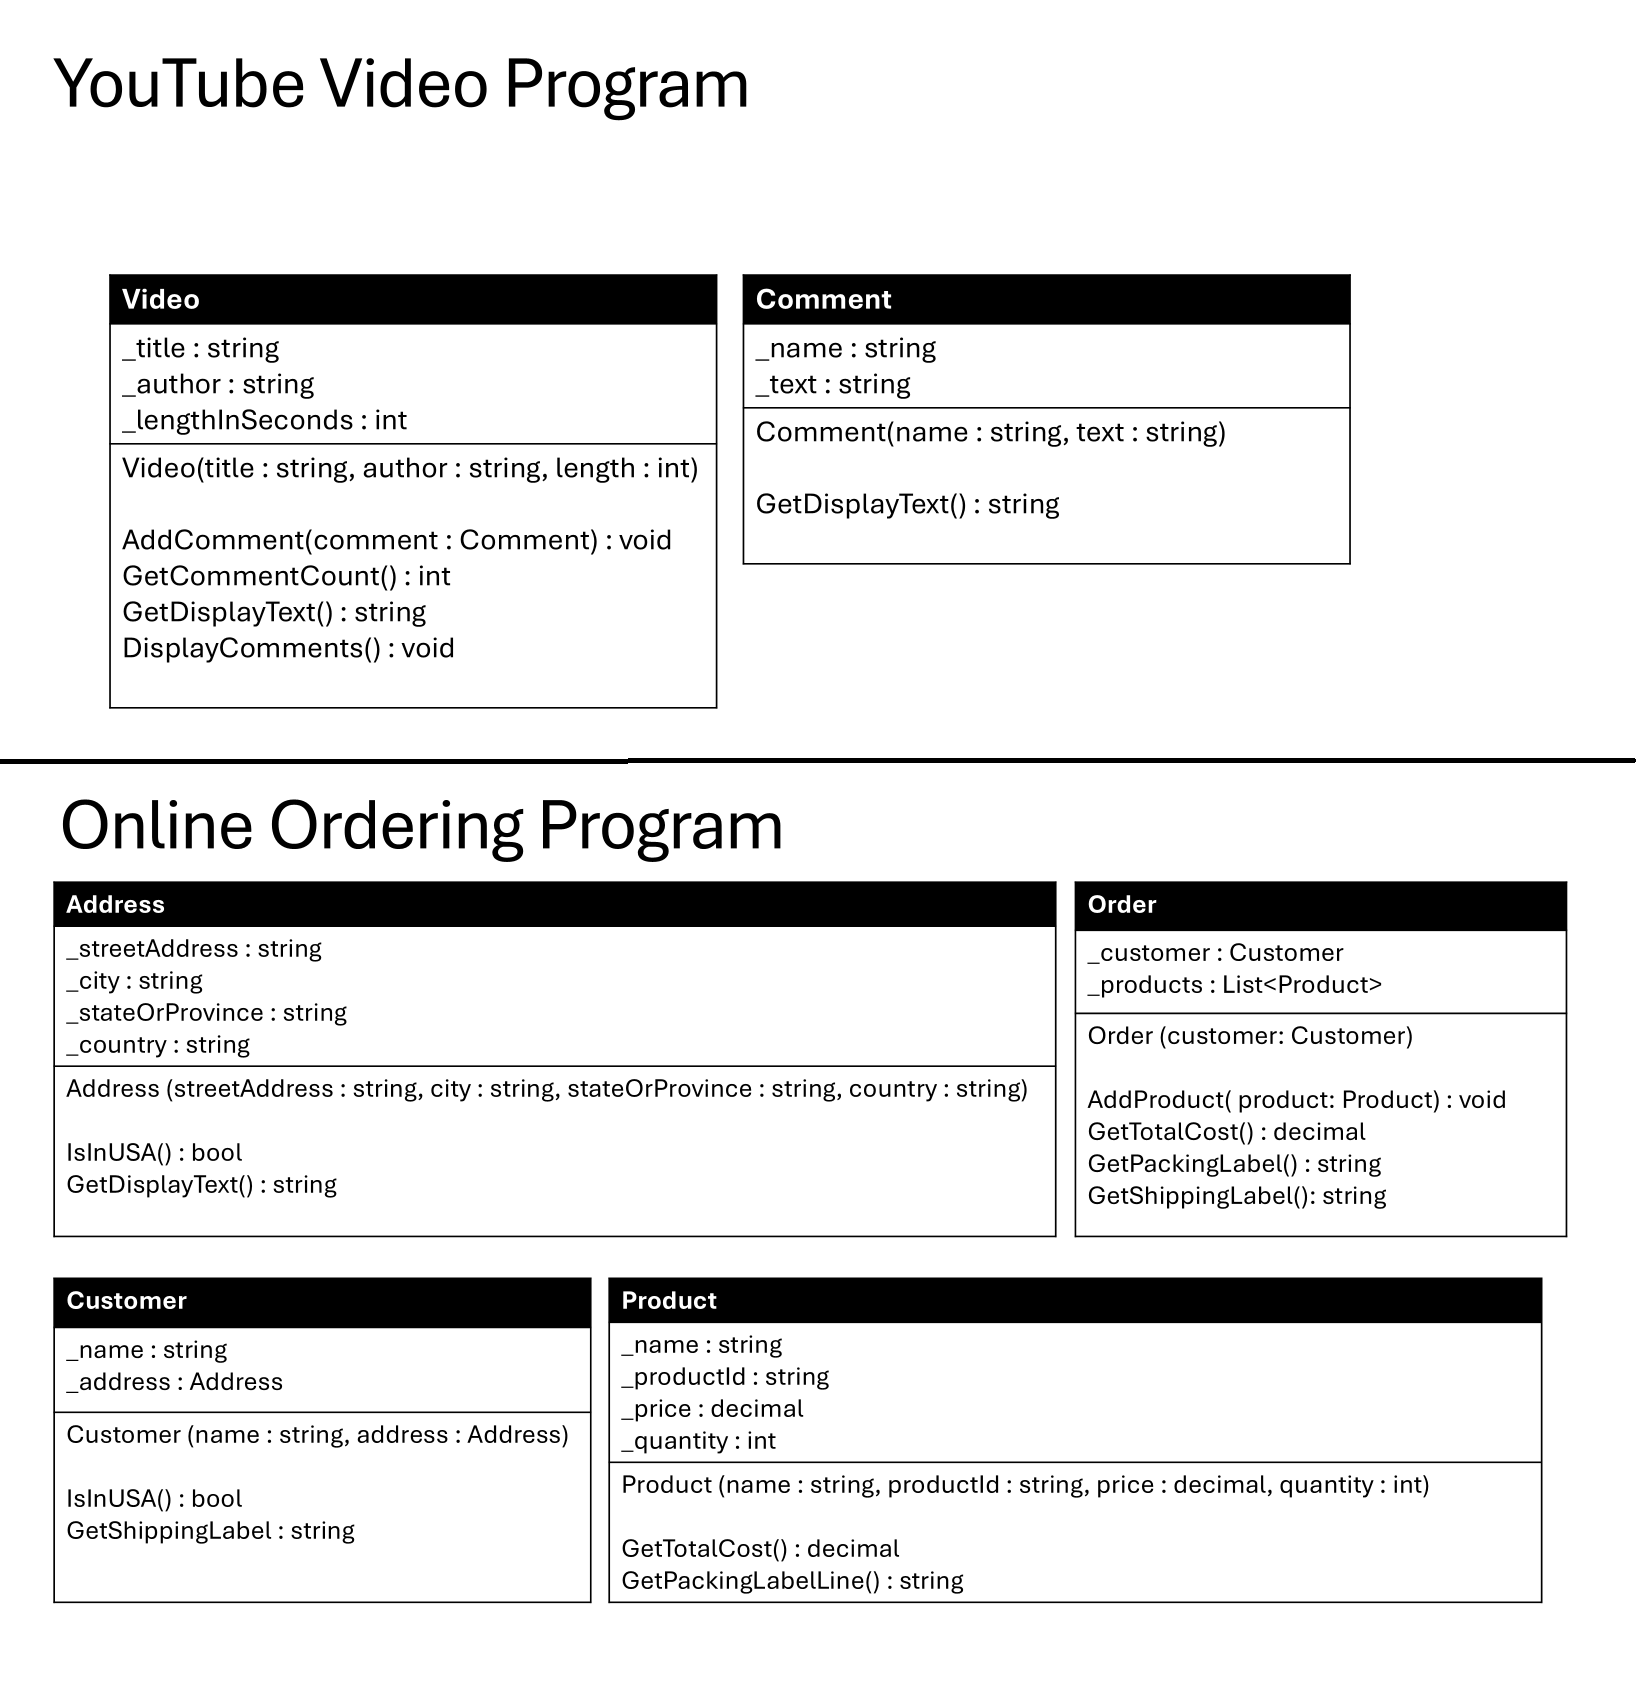 YouTube Video Program
Video
_title : string
_author : string
_lengthInSeconds : int
Video(title : string, author : string, length : int)
AddComment(comment : Comment) : void
GetCommentCount() : int
GetDisplayText() : string
DisplayComments() : void
Comment
_name : string
_text : string
Comment(name : string, text : string)
GetDisplayText() : string
Online Ordering Program
Address
_streetAddress : string
_city : string
_stateOrProvince : string
_country : string
Address (streetAddress : string, city : string, stateOrProvince : string, country : string)
IsInUSA() : bool
GetDisplayText() : string
Order
_customer : Customer
_products : List<Product>
Order (customer: Customer)
AddProduct( product: Product) : void
GetTotalCost() : decimal
GetPackingLabel() : string
GetShippingLabel(): string
Customer
_name : string
_address : Address
Customer (name : string, address : Address)
IsInUSA() : bool
GetShippingLabel : string
Product
_name : string
_productId : string
_price : decimal
_quantity : int
Product (name : string, productId : string, price : decimal, quantity : int)
GetTotalCost() : decimal
GetPackingLabelLine() : string